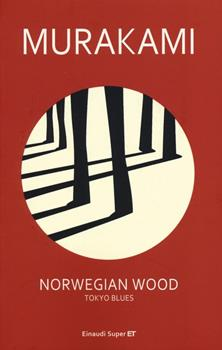 MURAKAMI
NORWEGIAN WOOD
TOKYO BLUES
Einaudi Super ET